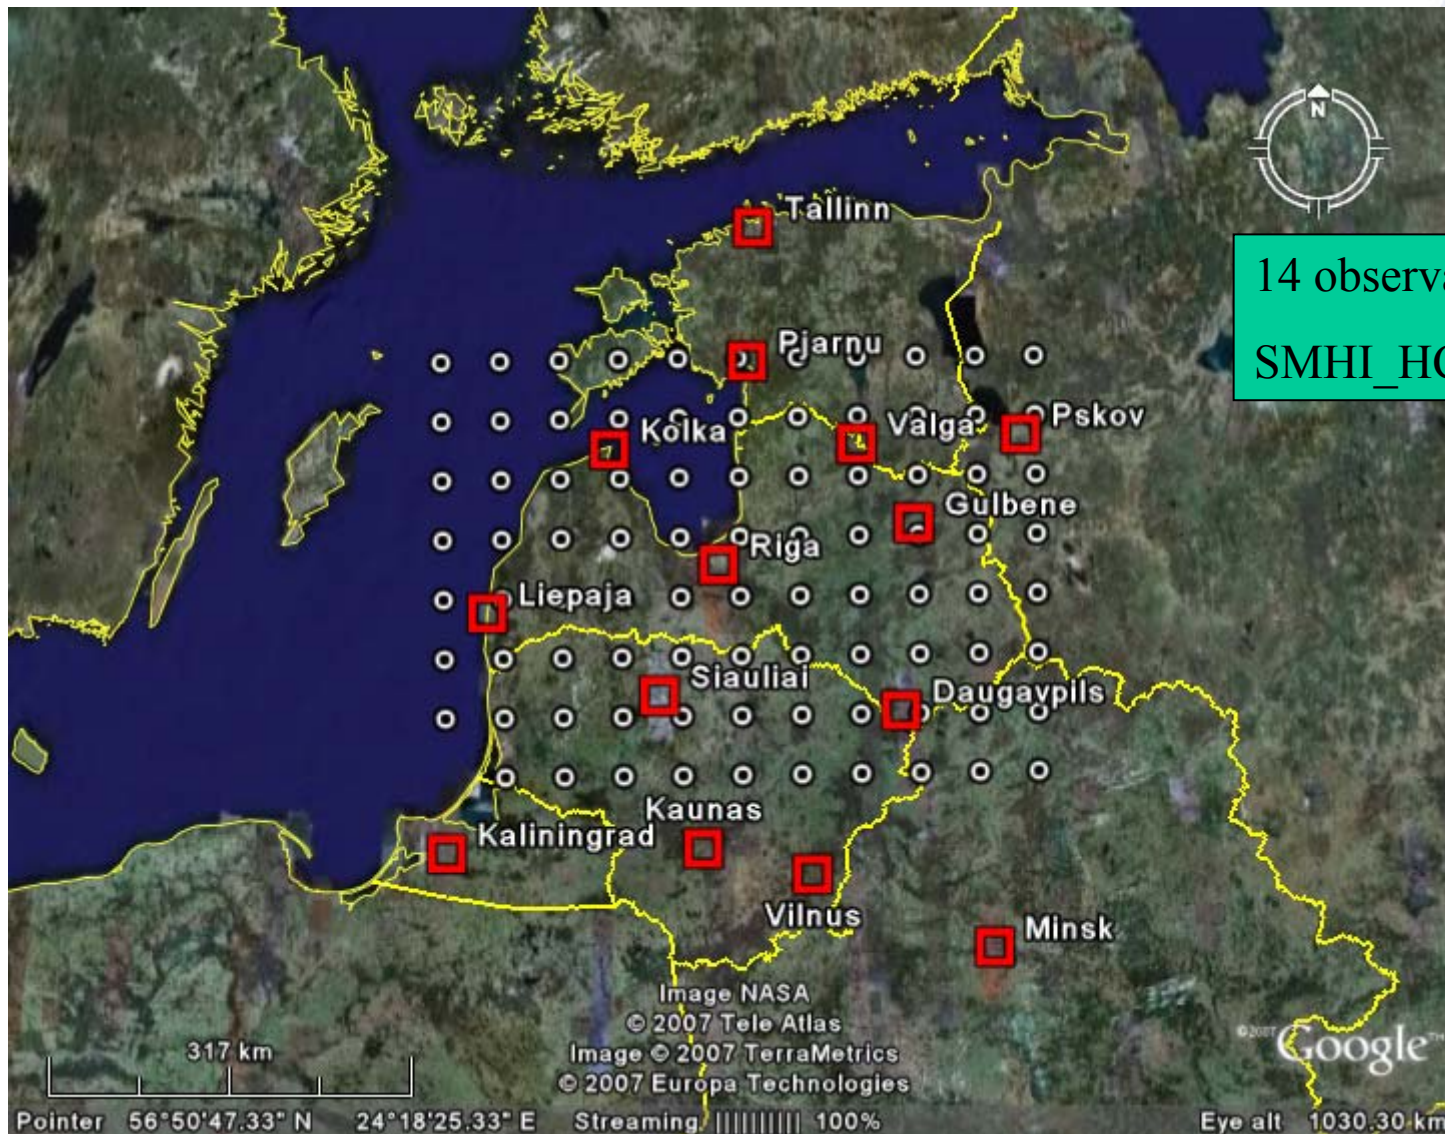 N
Tallinn
14 observa
SMHI_HC
Pjarnu
Kolka
Valga
Pskov
Gulbene
Riga
Liepaja
Siauliai
Daugavpils
Kaunas
Kaliningrad
Vilnus
Minsk
Image NASA
© 2007 Tele Atlas
Image © 2007 TerraMetrics
© 2007 Europa Technologies
317 km
©2007 Google™
Pointer 56°50'47.33" N 24°18'25.33" E Streaming ||||||||| 100% Eye alt 1030.30 km